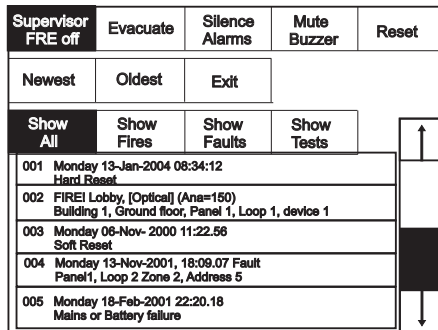 Supervisor FRE off
Evacuate
Silence Alarms
Mute Buzzer
Reset
Newest
Oldest
Exit
Show All
Show Fires
Show Faults
Show Tests
001 Monday 13-Jan-2004 08:34:12
Hard Reset
002 FIRE! Lobby, [Optical] (Ana=150)
Building 1, Ground floor, Panel 1, Loop 1, device 1
003 Monday 06-Nov- 2000 11:22.56
Soft Reset
004 Monday 13-Nov-2001, 18:09.07 Fault
Panel1, Loop 2 Zone 2, Address 5
005 Monday 18-Feb-2001 22:20.18
Mains or Battery failure